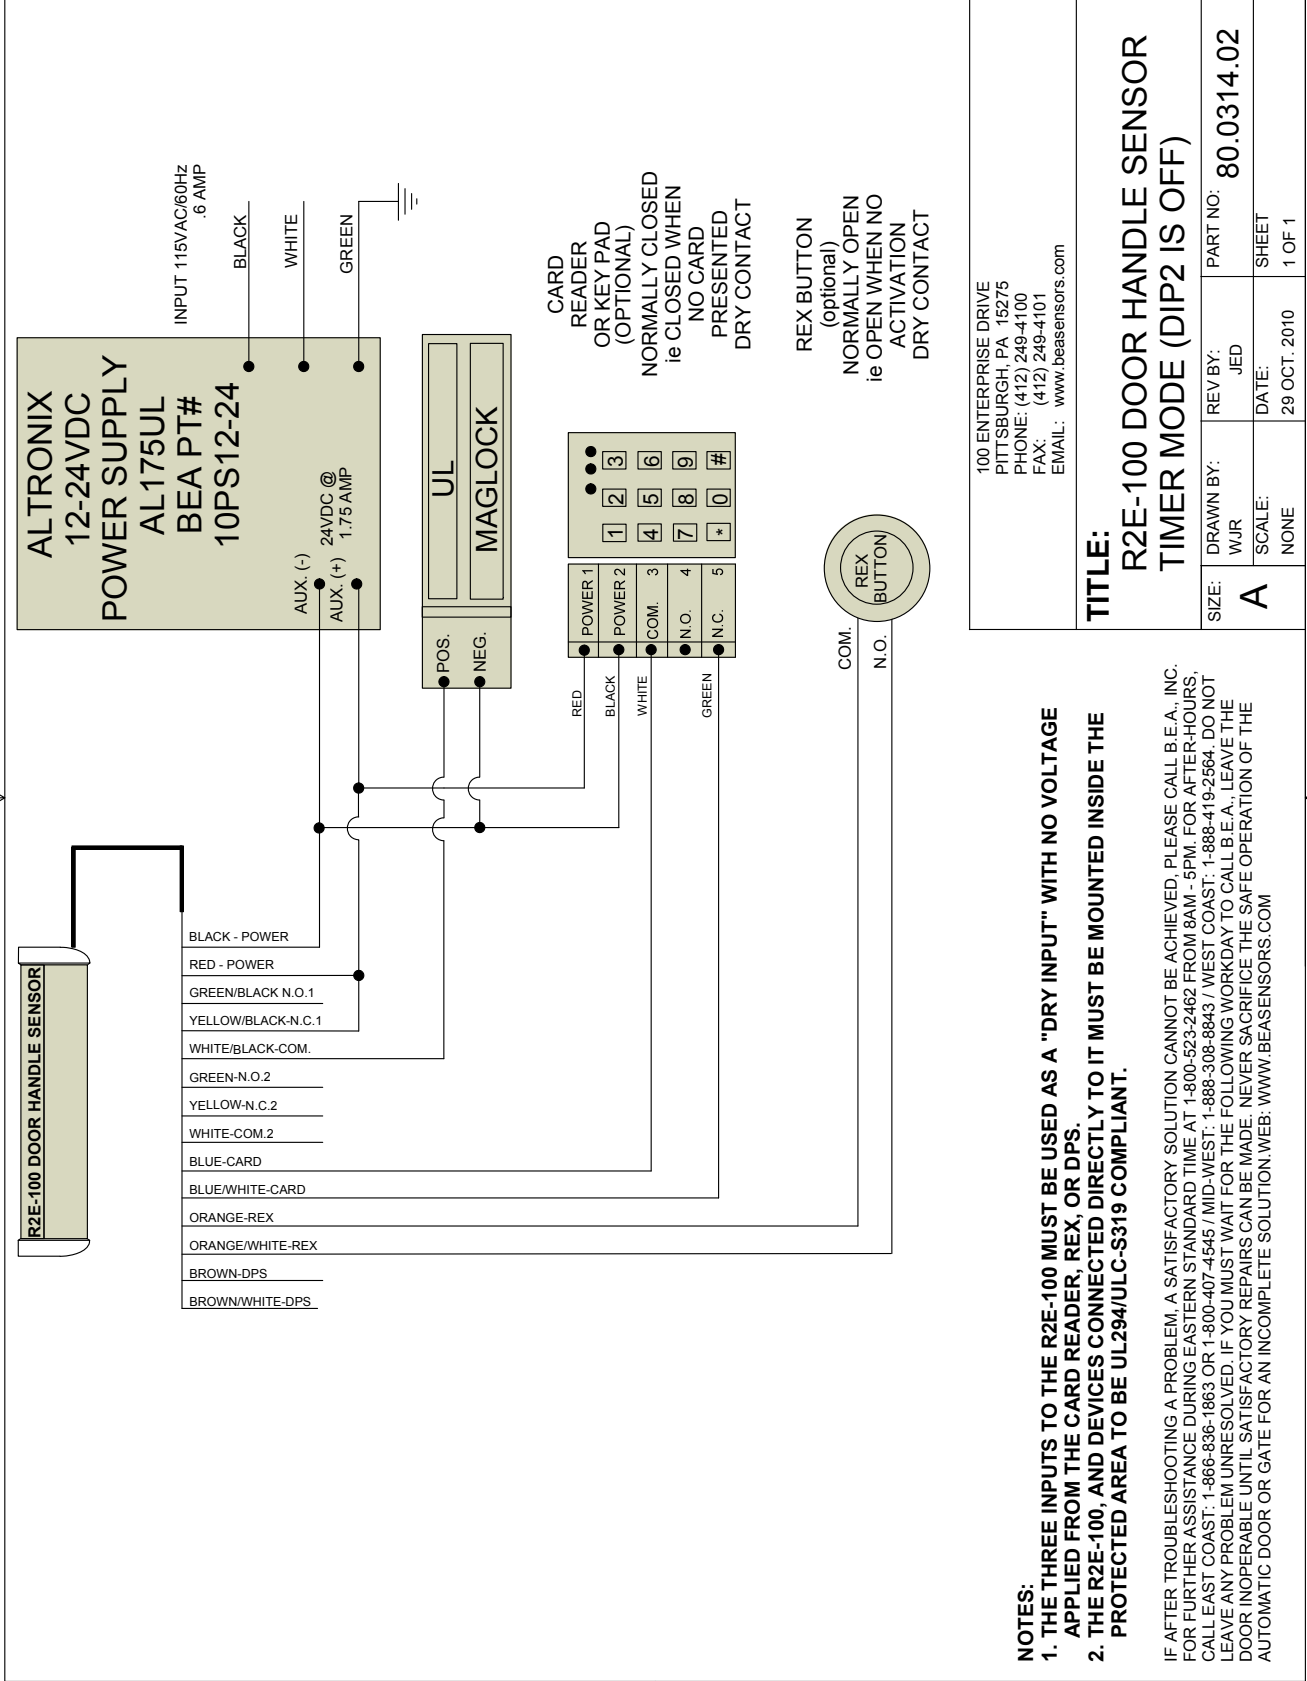 R2E-100 DOOR HANDLE SENSOR
BLACK - POWER
RED - POWER
GREEN/BLACK N.O.1
YELLOW/BLACK-N.C.1
WHITE/BLACK-COM.
GREEN-N.O.2
YELLOW-N.C.2
WHITE-COM.2
BLUE-CARD
BLUE/WHITE-CARD
ORANGE-REX
ORANGE/WHITE-REX
BROWN-DPS
BROWN/WHITE-DPS
ALTRONIX
12-24VDC
POWER SUPPLY
AL175UL
BEA PT#
10PS12-24
AUX. (-)
AUX. (+)
24VDC @
1.75 AMP
INPUT 115VAC/60Hz
.6 AMP
BLACK
WHITE
GREEN
POS.
NEG.
UL
MAGLOCK
RED
BLACK
WHITE
GREEN
POWER 1
POWER 2
COM. 3
N.O. 4
N.C. 5
1 2 3
4 5 6
7 8 9
* 0 #
CARD
READER
OR KEY PAD
(OPTIONAL)
NORMALLY CLOSED
ie CLOSED WHEN
NO CARD
PRESENTED
DRY CONTACT
COM.
N.O.
REX
BUTTON
REX BUTTON
(optional)
NORMALLY OPEN
ie OPEN WHEN NO
ACTIVATION
DRY CONTACT
NOTES:
1. THE THREE INPUTS TO THE R2E-100 MUST BE USED AS A "DRY INPUT" WITH NO VOLTAGE
APPLIED FROM THE CARD READER, REX, OR DPS.
2. THE R2E-100, AND DEVICES CONNECTED DIRECTLY TO IT MUST BE MOUNTED INSIDE THE
PROTECTED AREA TO BE UL294/ULC-S319 COMPLIANT.
IF AFTER TROUBLESHOOTING A PROBLEM, A SATISFACTORY SOLUTION CANNOT BE ACHIEVED, PLEASE CALL B.E.A., INC.
FOR FURTHER ASSISTANCE DURING EASTERN STANDARD TIME AT 1-800-523-2462 FROM 8AM - 5PM. FOR AFTER-HOURS,
CALL EAST COAST: 1-866-836-1863 OR 1-800-407-4545 / MID-WEST: 1-888-308-8843 / WEST COAST: 1-888-419-2564. DO NOT
LEAVE ANY PROBLEM UNRESOLVED. IF YOU MUST WAIT FOR THE FOLLOWING WORKDAY TO CALL B.E.A., LEAVE THE
DOOR INOPERABLE UNTIL SATISFACTORY REPAIRS CAN BE MADE. NEVER SACRIFICE THE SAFE OPERATION OF THE
AUTOMATIC DOOR OR GATE FOR AN INCOMPLETE SOLUTION.WEB: WWW.BEASENSORS.COM
100 ENTERPRISE DRIVE
PITTSBURGH, PA 15275
PHONE: (412) 249-4100
FAX: (412) 249-4101
EMAIL: www.beasensors.com
TITLE:
R2E-100 DOOR HANDLE SENSOR
TIMER MODE (DIP2 IS OFF)
SIZE:
A
DRAWN BY:
WJR
REV BY:
JED
PART NO:
80.0314.02
SCALE:
NONE
DATE:
29 OCT. 2010
SHEET
1 OF 1